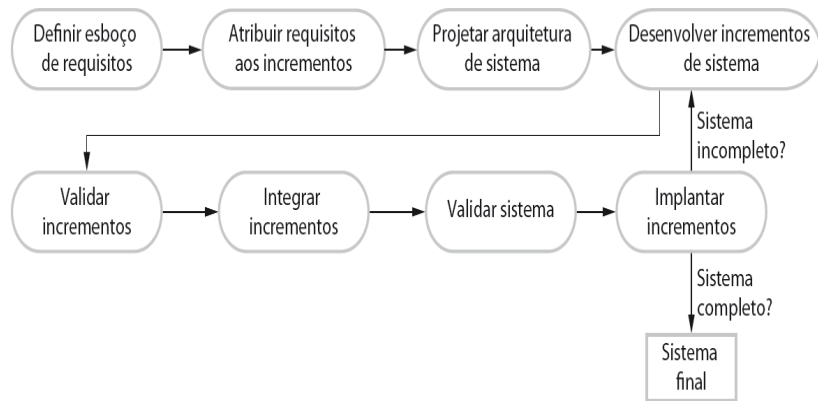 Definir esboço
de requisitos
Atribuir requisitos
aos incrementos
Projetar arquitetura
de sistema
Desenvolver incrementos
de sistema
Sistema
incompleto?
Validar
incrementos
Integrar
incrementos
Validar sistema
Implantar
incrementos
Sistema
completo?
Sistema
final